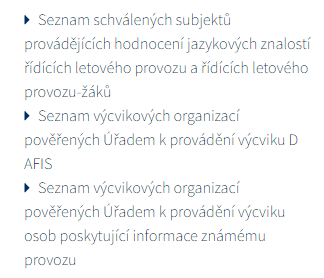 Seznam schválených subjektů
provádějících hodnocení jazykových znalostí
řídících letového provozu a řídících letového
provozu-žáků
Seznam výcvikových organizací
pověřených Úřadem k provádění výcviku D
AFIS
Seznam výcvikových organizací
pověřených Úřadem k provádění výcviku
osob poskytující informace známému
provozu